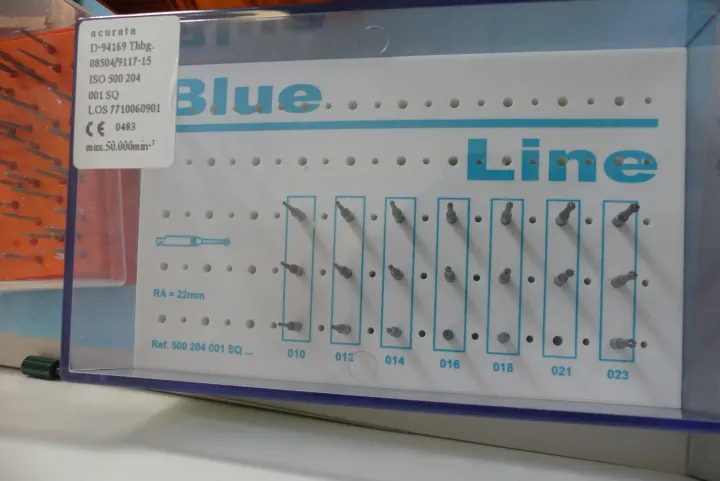 acurata
D-94169 Thbg.
08504/9117-15
ISO 500 204
001 SQ
LOS 7710060901
CE 0483
max.50.000min-1
Blue
Line
RA = 22mm
Ref. 500 204 001 SQ ...
010 012 014 016 018 021 023